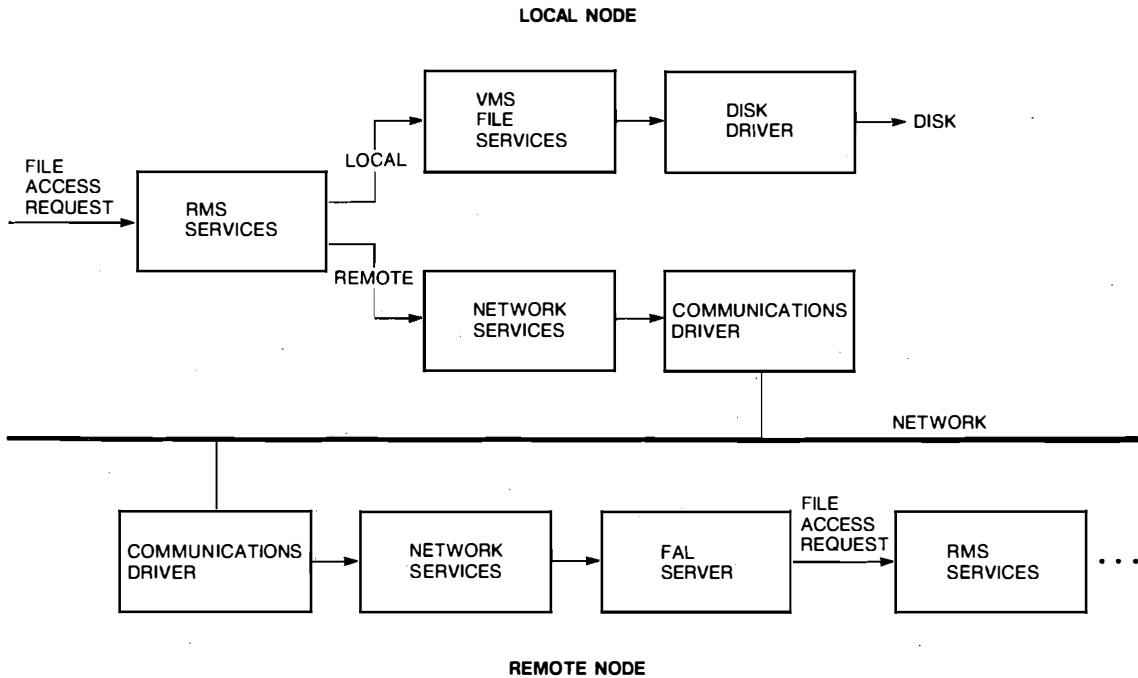 LOCAL NODE
VMS
FILE
SERVICES
DISK
DRIVER
DISK
LOCAL
FILE
ACCESS
REQUEST
RMS
SERVICES
REMOTE
NETWORK
SERVICES
COMMUNICATIONS
DRIVER
NETWORK
COMMUNICATIONS
DRIVER
NETWORK
SERVICES
FAL
SERVER
FILE
ACCESS
REQUEST
RMS
SERVICES
• • •
REMOTE NODE